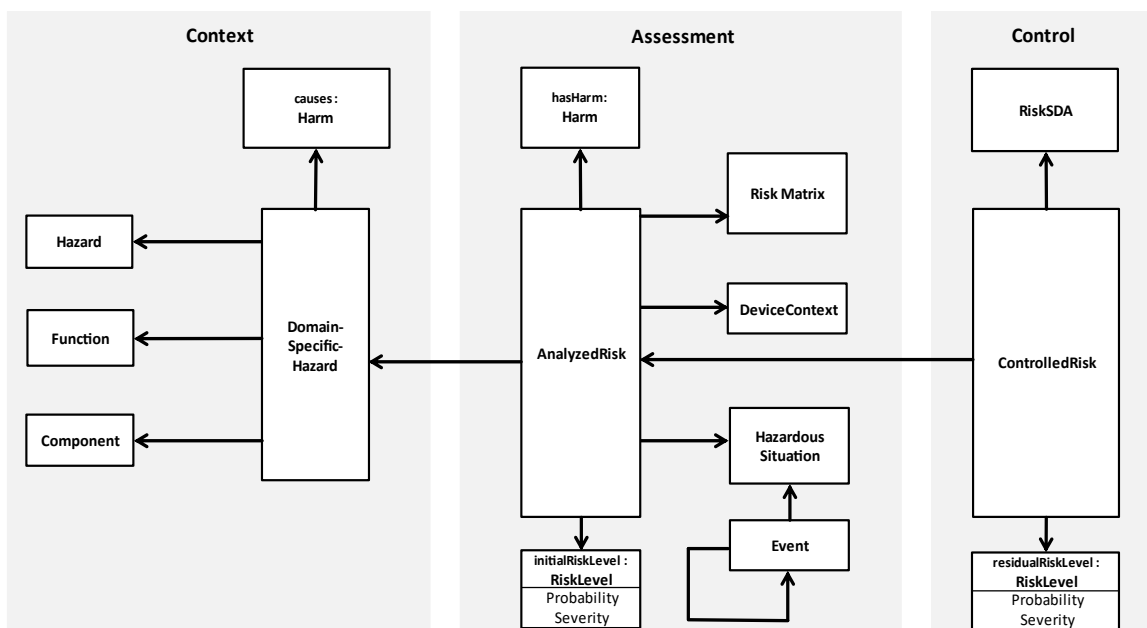 Context
causes :
Harm
Hazard
Function
Component
Domain-
Specific-
Hazard
Assessment
hasHarm:
Harm
Risk Matrix
DeviceContext
AnalyzedRisk
Hazardous
Situation
Event
initialRiskLevel :
RiskLevel
Probability
Severity
Control
RiskSDA
ControlledRisk
residualRiskLevel :
RiskLevel
Probability
Severity